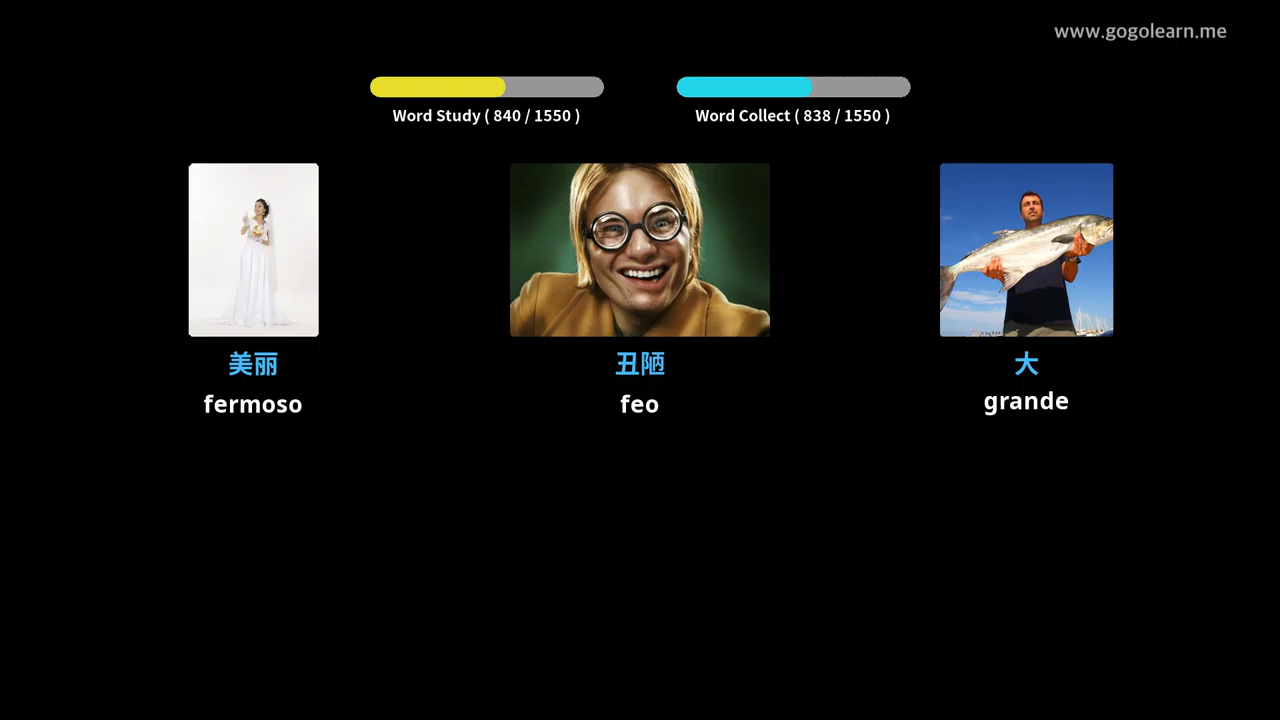 www.gogolearn.me
Word Study ( 840 / 1550 )
Word Collect ( 838 / 1550 )
美丽
fermoso
丑陋
feo
大
grande